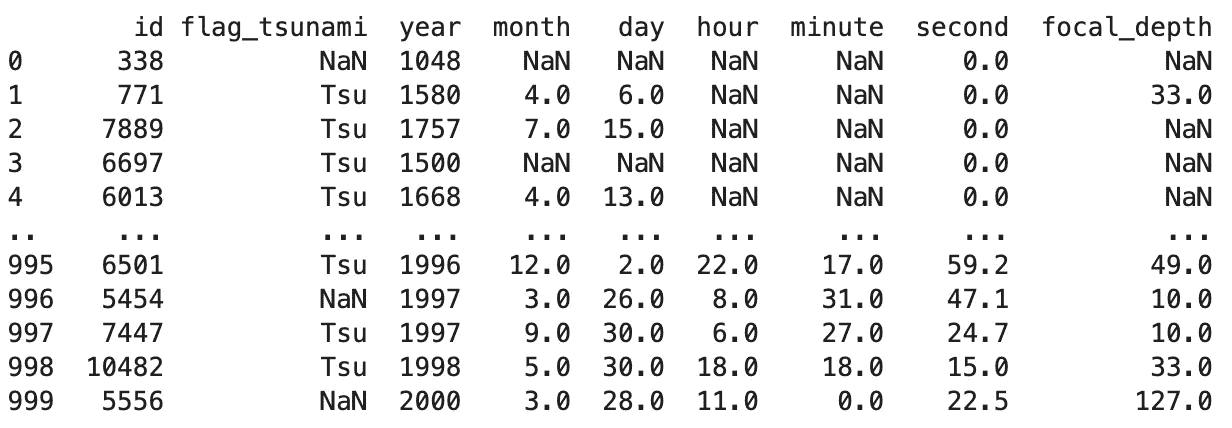 id flag_tsunami year month day hour minute second focal_depth
0 338 NaN 1048 NaN NaN NaN NaN 0.0 NaN
1 771 Tsu 1580 4.0 6.0 NaN NaN 0.0 33.0
2 7889 Tsu 1757 7.0 15.0 NaN NaN 0.0 NaN
3 6697 Tsu 1500 NaN NaN NaN NaN 0.0 NaN
4 6013 Tsu 1668 4.0 13.0 NaN NaN 0.0 NaN
.. ... ... ... ... ... ... ... ... ...
995 6501 Tsu 1996 12.0 2.0 22.0 17.0 59.2 49.0
996 5454 NaN 1997 3.0 26.0 8.0 31.0 47.1 10.0
997 7447 Tsu 1997 9.0 30.0 6.0 27.0 24.7 10.0
998 10482 Tsu 1998 5.0 30.0 18.0 18.0 15.0 33.0
999 5556 NaN 2000 3.0 28.0 11.0 0.0 22.5 127.0